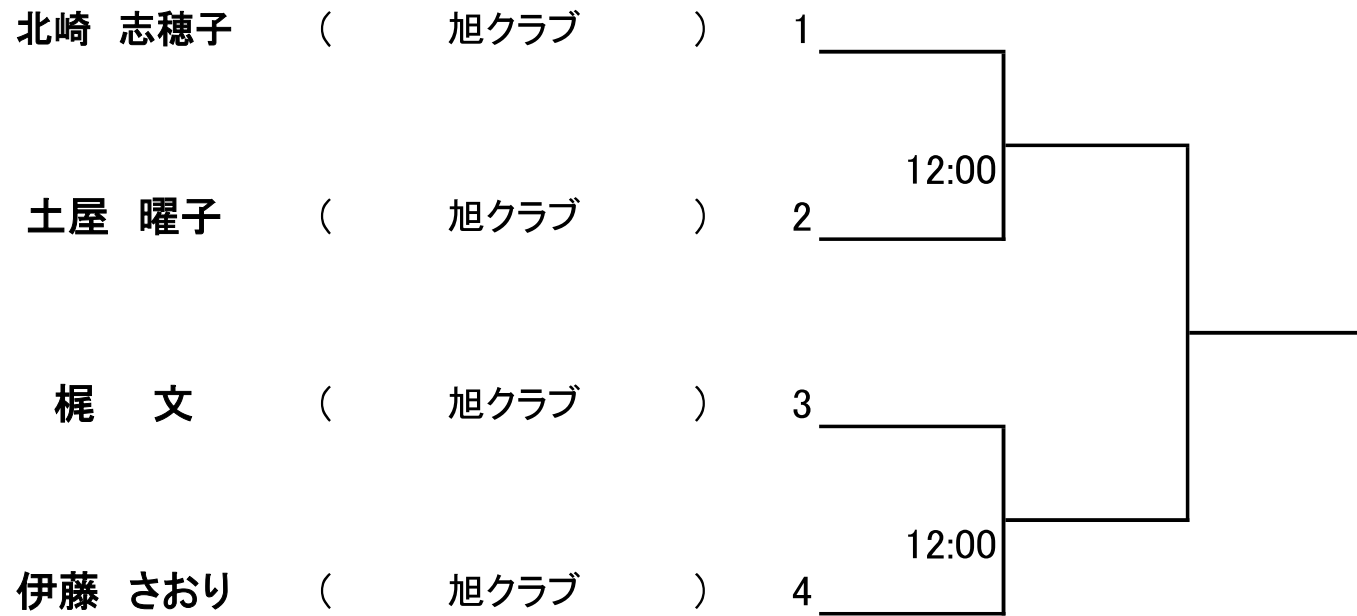 北崎　志穂子　（　旭クラブ　）　1
12:00
土屋　曜子　（　旭クラブ　）　2
梶　文　（　旭クラブ　）　3
12:00
伊藤　さおり　（　旭クラブ　）　4